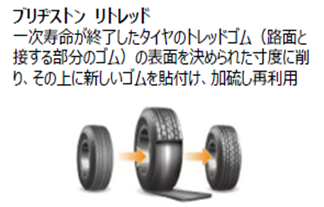 ブリヂストン リトレッド
一次寿命が終了したタイヤのトレッドゴム（路面と
接する部分のゴム）の表面を決められた寸度に削
り、その上に新しいゴムを貼付け、加硫し再利用